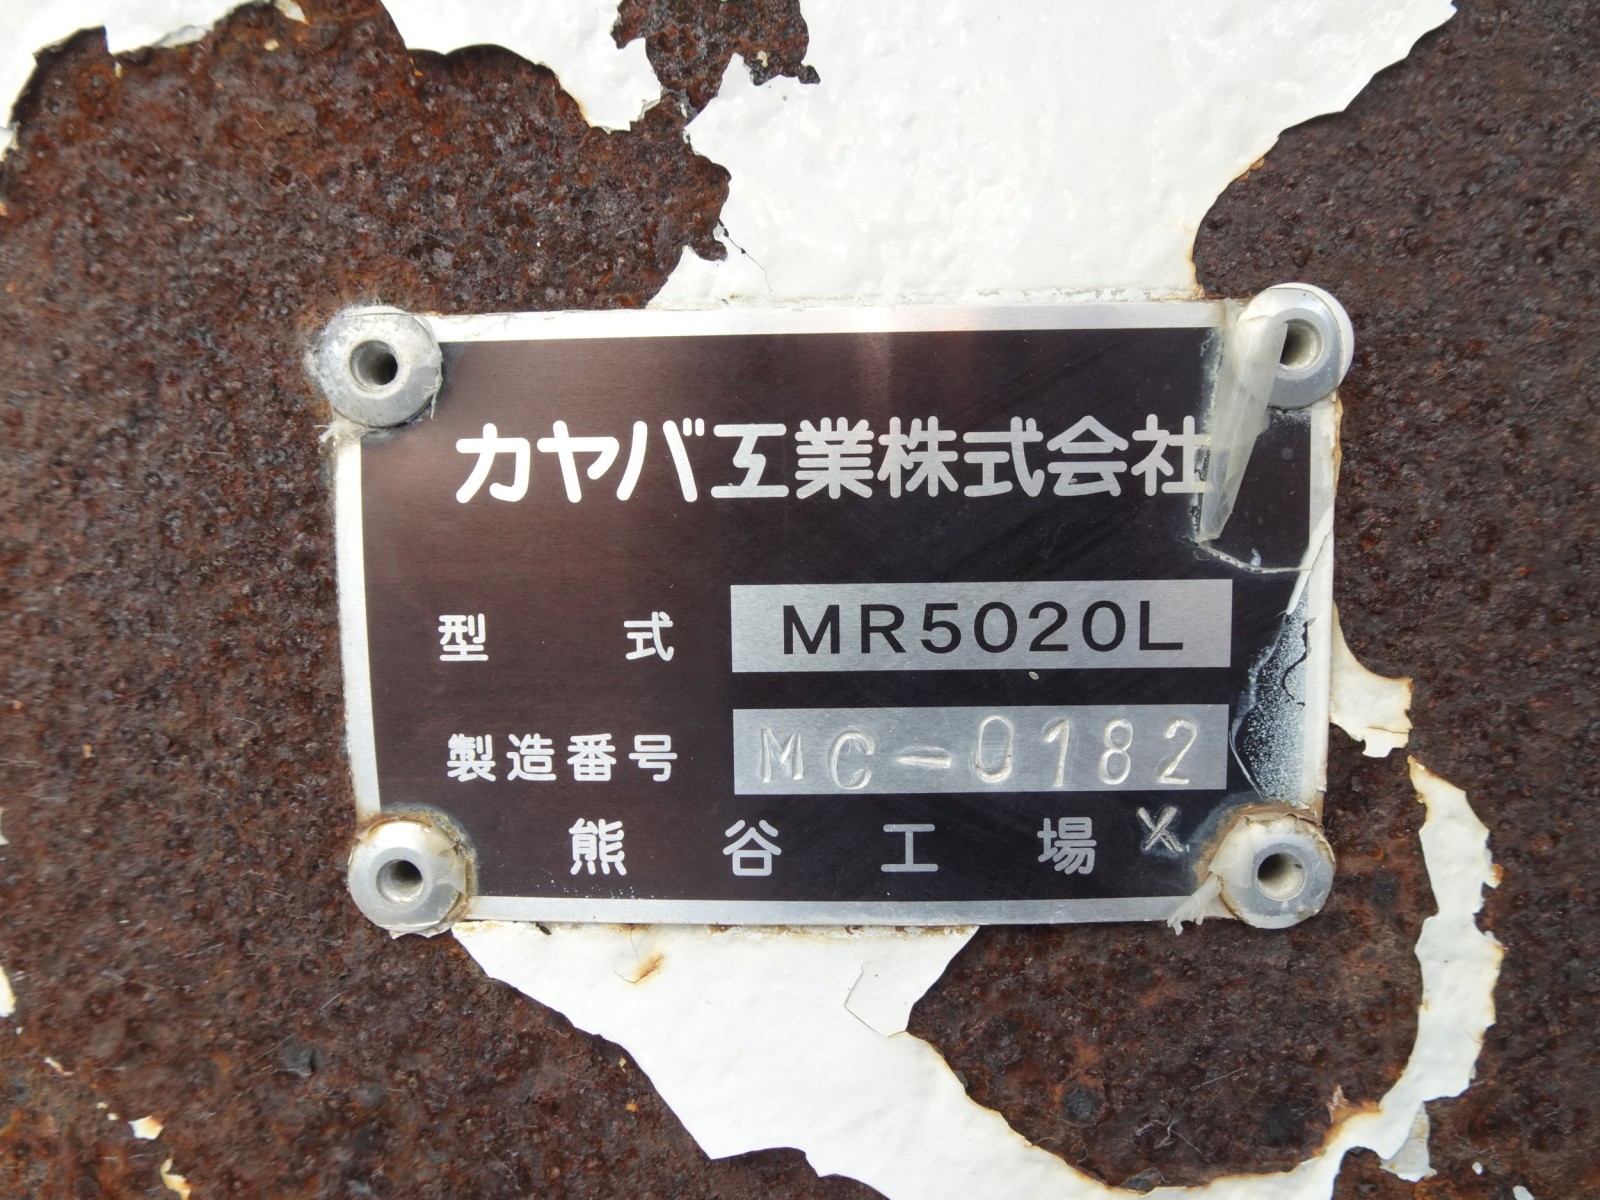 カヤバ工業株式会社
型式 MR5020L
製造番号 MC-0182
熊谷工場 X